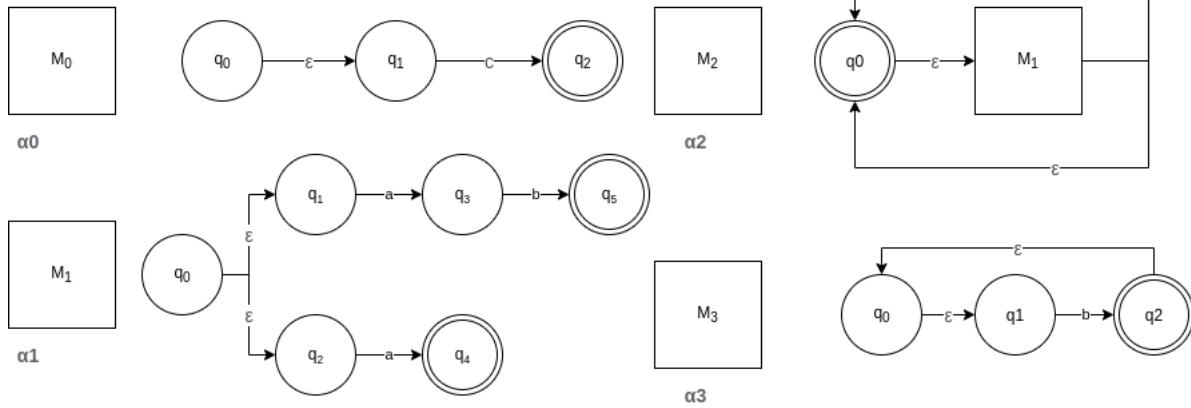 M₀
q₀ ε q₁ c q₂
α0
M₁
q₀
ε
q₁ a q₃ b q₅
ε
q₂ a q₄
α1
M₂
q0 ε M₁
ε
α2
M₃
ε
q₀ ε q1 b q2
α3